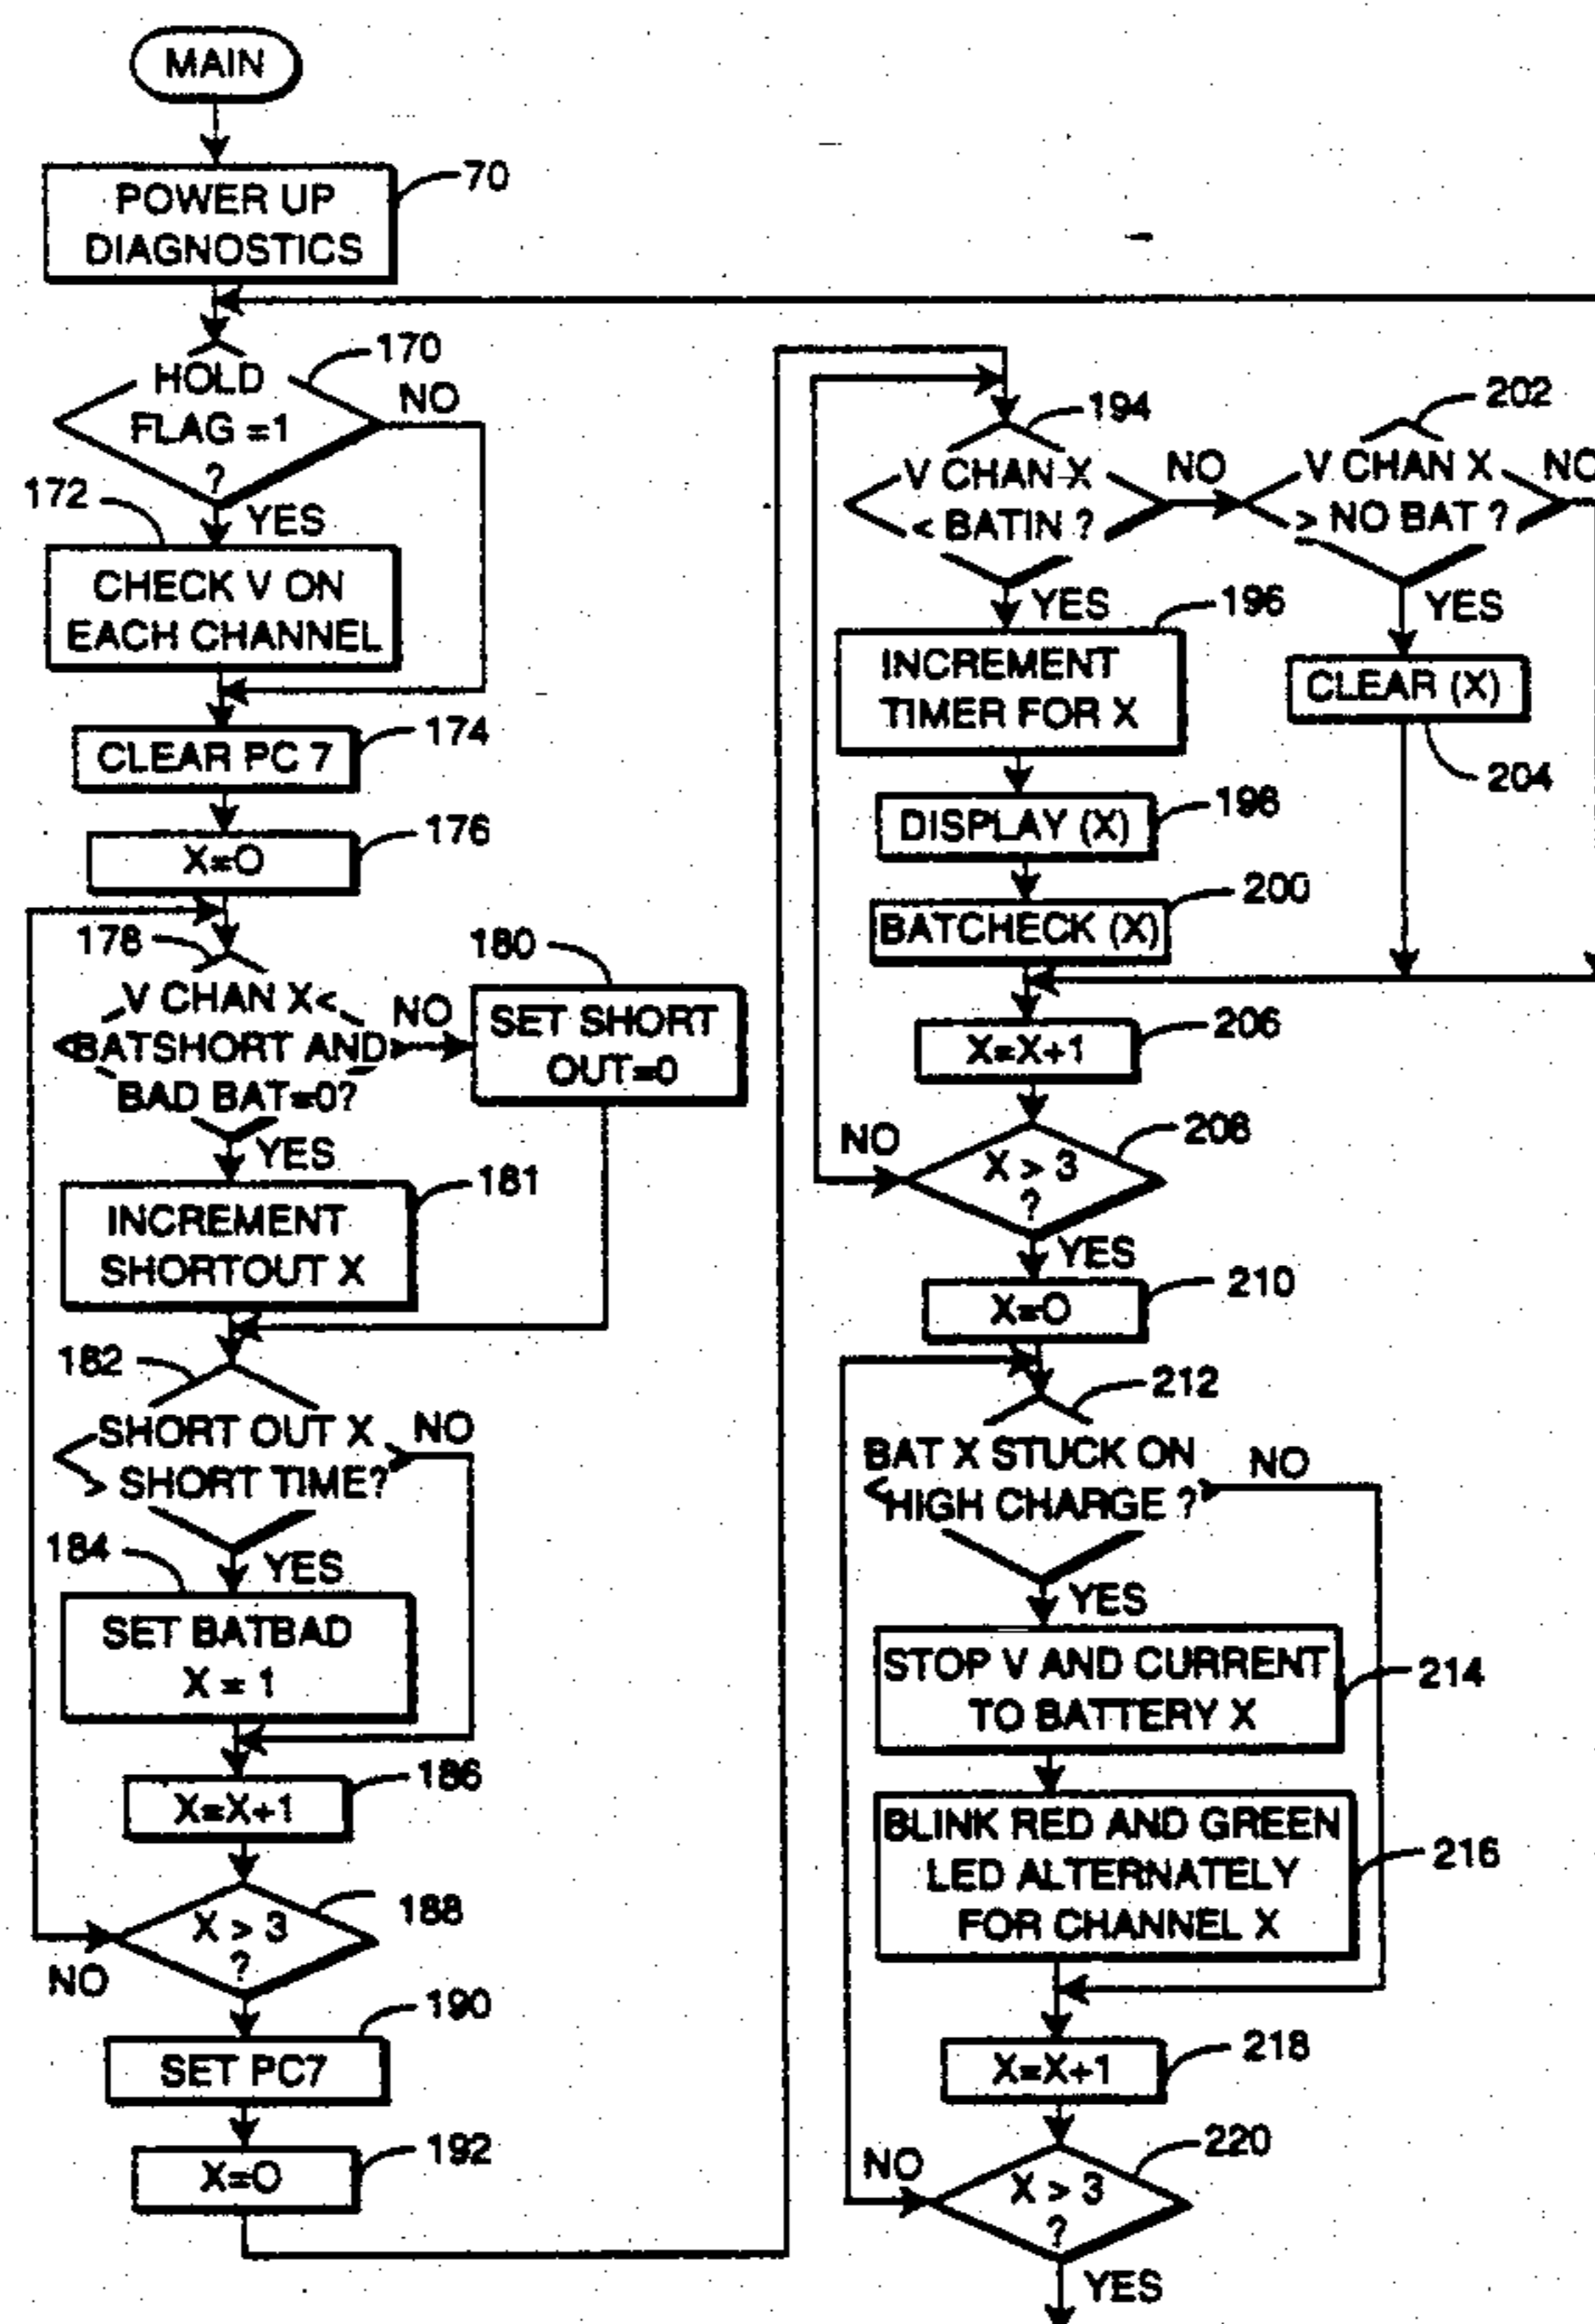 MAIN
POWER UP
DIAGNOSTICS
70
HOLD
FLAG =1
?
170
NO
YES
172
CHECK V ON
EACH CHANNEL
CLEAR PC 7
174
X=0
176
178
V CHAN X<
BATSHORT AND
BAD BAT=0?
NO
180
SET SHORT
OUT=0
YES
INCREMENT
SHORTOUT X
181
182
SHORT OUT X
> SHORT TIME?
NO
YES
184
SET BATBAD
X = 1
X=X+1
186
X > 3
?
188
NO
SET PC7
190
X=0
192
194
V CHAN X
< BATIN ?
NO
YES
202
V CHAN X
> NO BAT ?
NO
YES
INCREMENT
TIMER FOR X
196
CLEAR (X)
204
DISPLAY (X)
198
BATCHECK (X)
200
X=X+1
206
X > 3
?
208
NO
YES
X=0
210
212
BAT X STUCK ON
HIGH CHARGE ?
NO
YES
STOP V AND CURRENT
TO BATTERY X
214
BLINK RED AND GREEN
LED ALTERNATELY
FOR CHANNEL X
216
X=X+1
218
X > 3
?
220
NO
YES